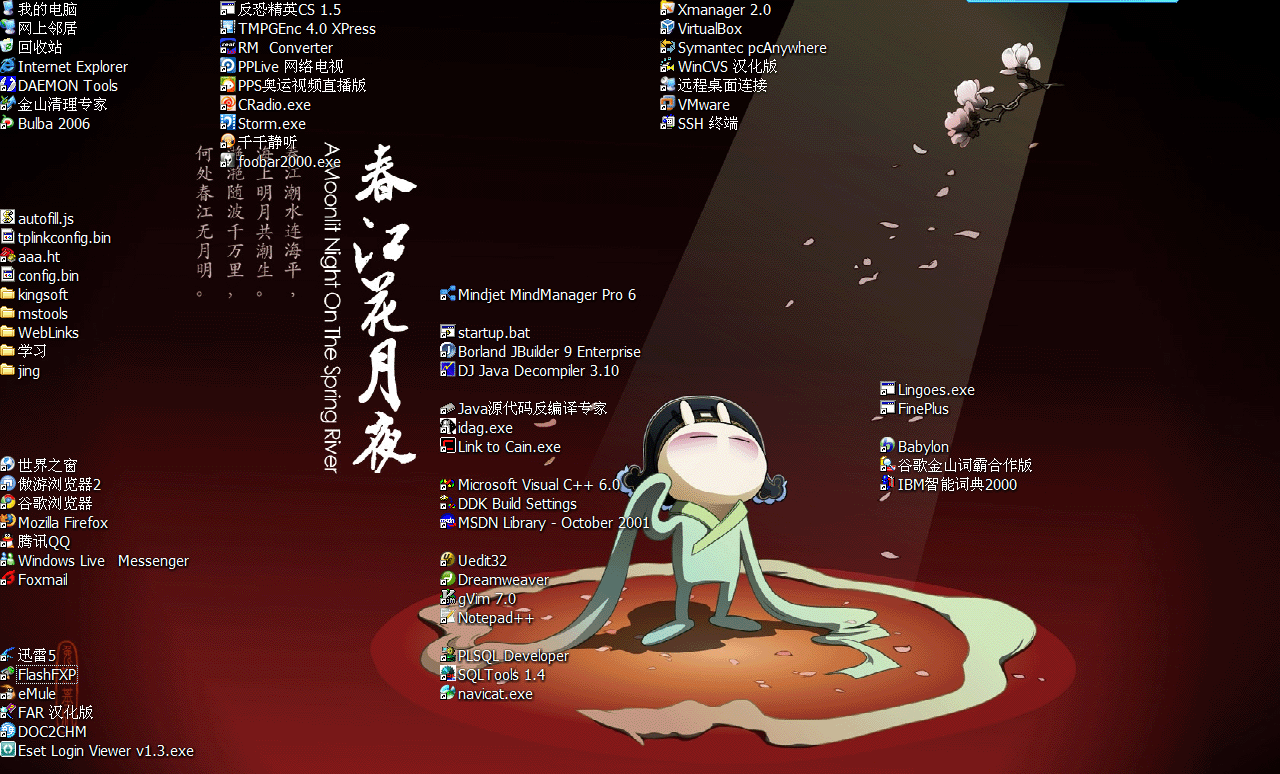 我的电脑
网上邻居
回收站
Internet Explorer
DAEMON Tools
金山清理专家
Bulba 2006
autofill.js
tplinkconfig.bin
aaa.ht
config.bin
kingsoft
mstools
WebLinks
学习
jing
世界之窗
傲游浏览器2
谷歌浏览器
Mozilla Firefox
腾讯QQ
Windows Live Messenger
Foxmail
迅雷5
FlashFXP
eMule
FAR 汉化版
DOC2CHM
Eset Login Viewer v1.3.exe
反恐精英CS 1.5
TMPGEnc 4.0 XPress
RM Converter
PPLive 网络电视
PPS奥运视频直播版
CRadio.exe
Storm.exe
千千静听
foobar2000.exe
春江花月夜
A Moonlit Night On The Spring River
江潮水连海平，
上明月共潮生。
滟随波千万里，
何处春江无月明。
Mindjet MindManager Pro 6
startup.bat
Borland JBuilder 9 Enterprise
DJ Java Decompiler 3.10
Java源代码反编译专家
idag.exe
Link to Cain.exe
Microsoft Visual C++ 6.0
DDK Build Settings
MSDN Library - October 2001
Uedit32
Dreamweaver
gVim 7.0
Notepad++
PLSQL Developer
SQLTools 1.4
navicat.exe
Xmanager 2.0
VirtualBox
Symantec pcAnywhere
WinCVS 汉化版
远程桌面连接
VMware
SSH 终端
Lingoes.exe
FinePlus
Babylon
谷歌金山词霸合作版
IBM智能词典2000